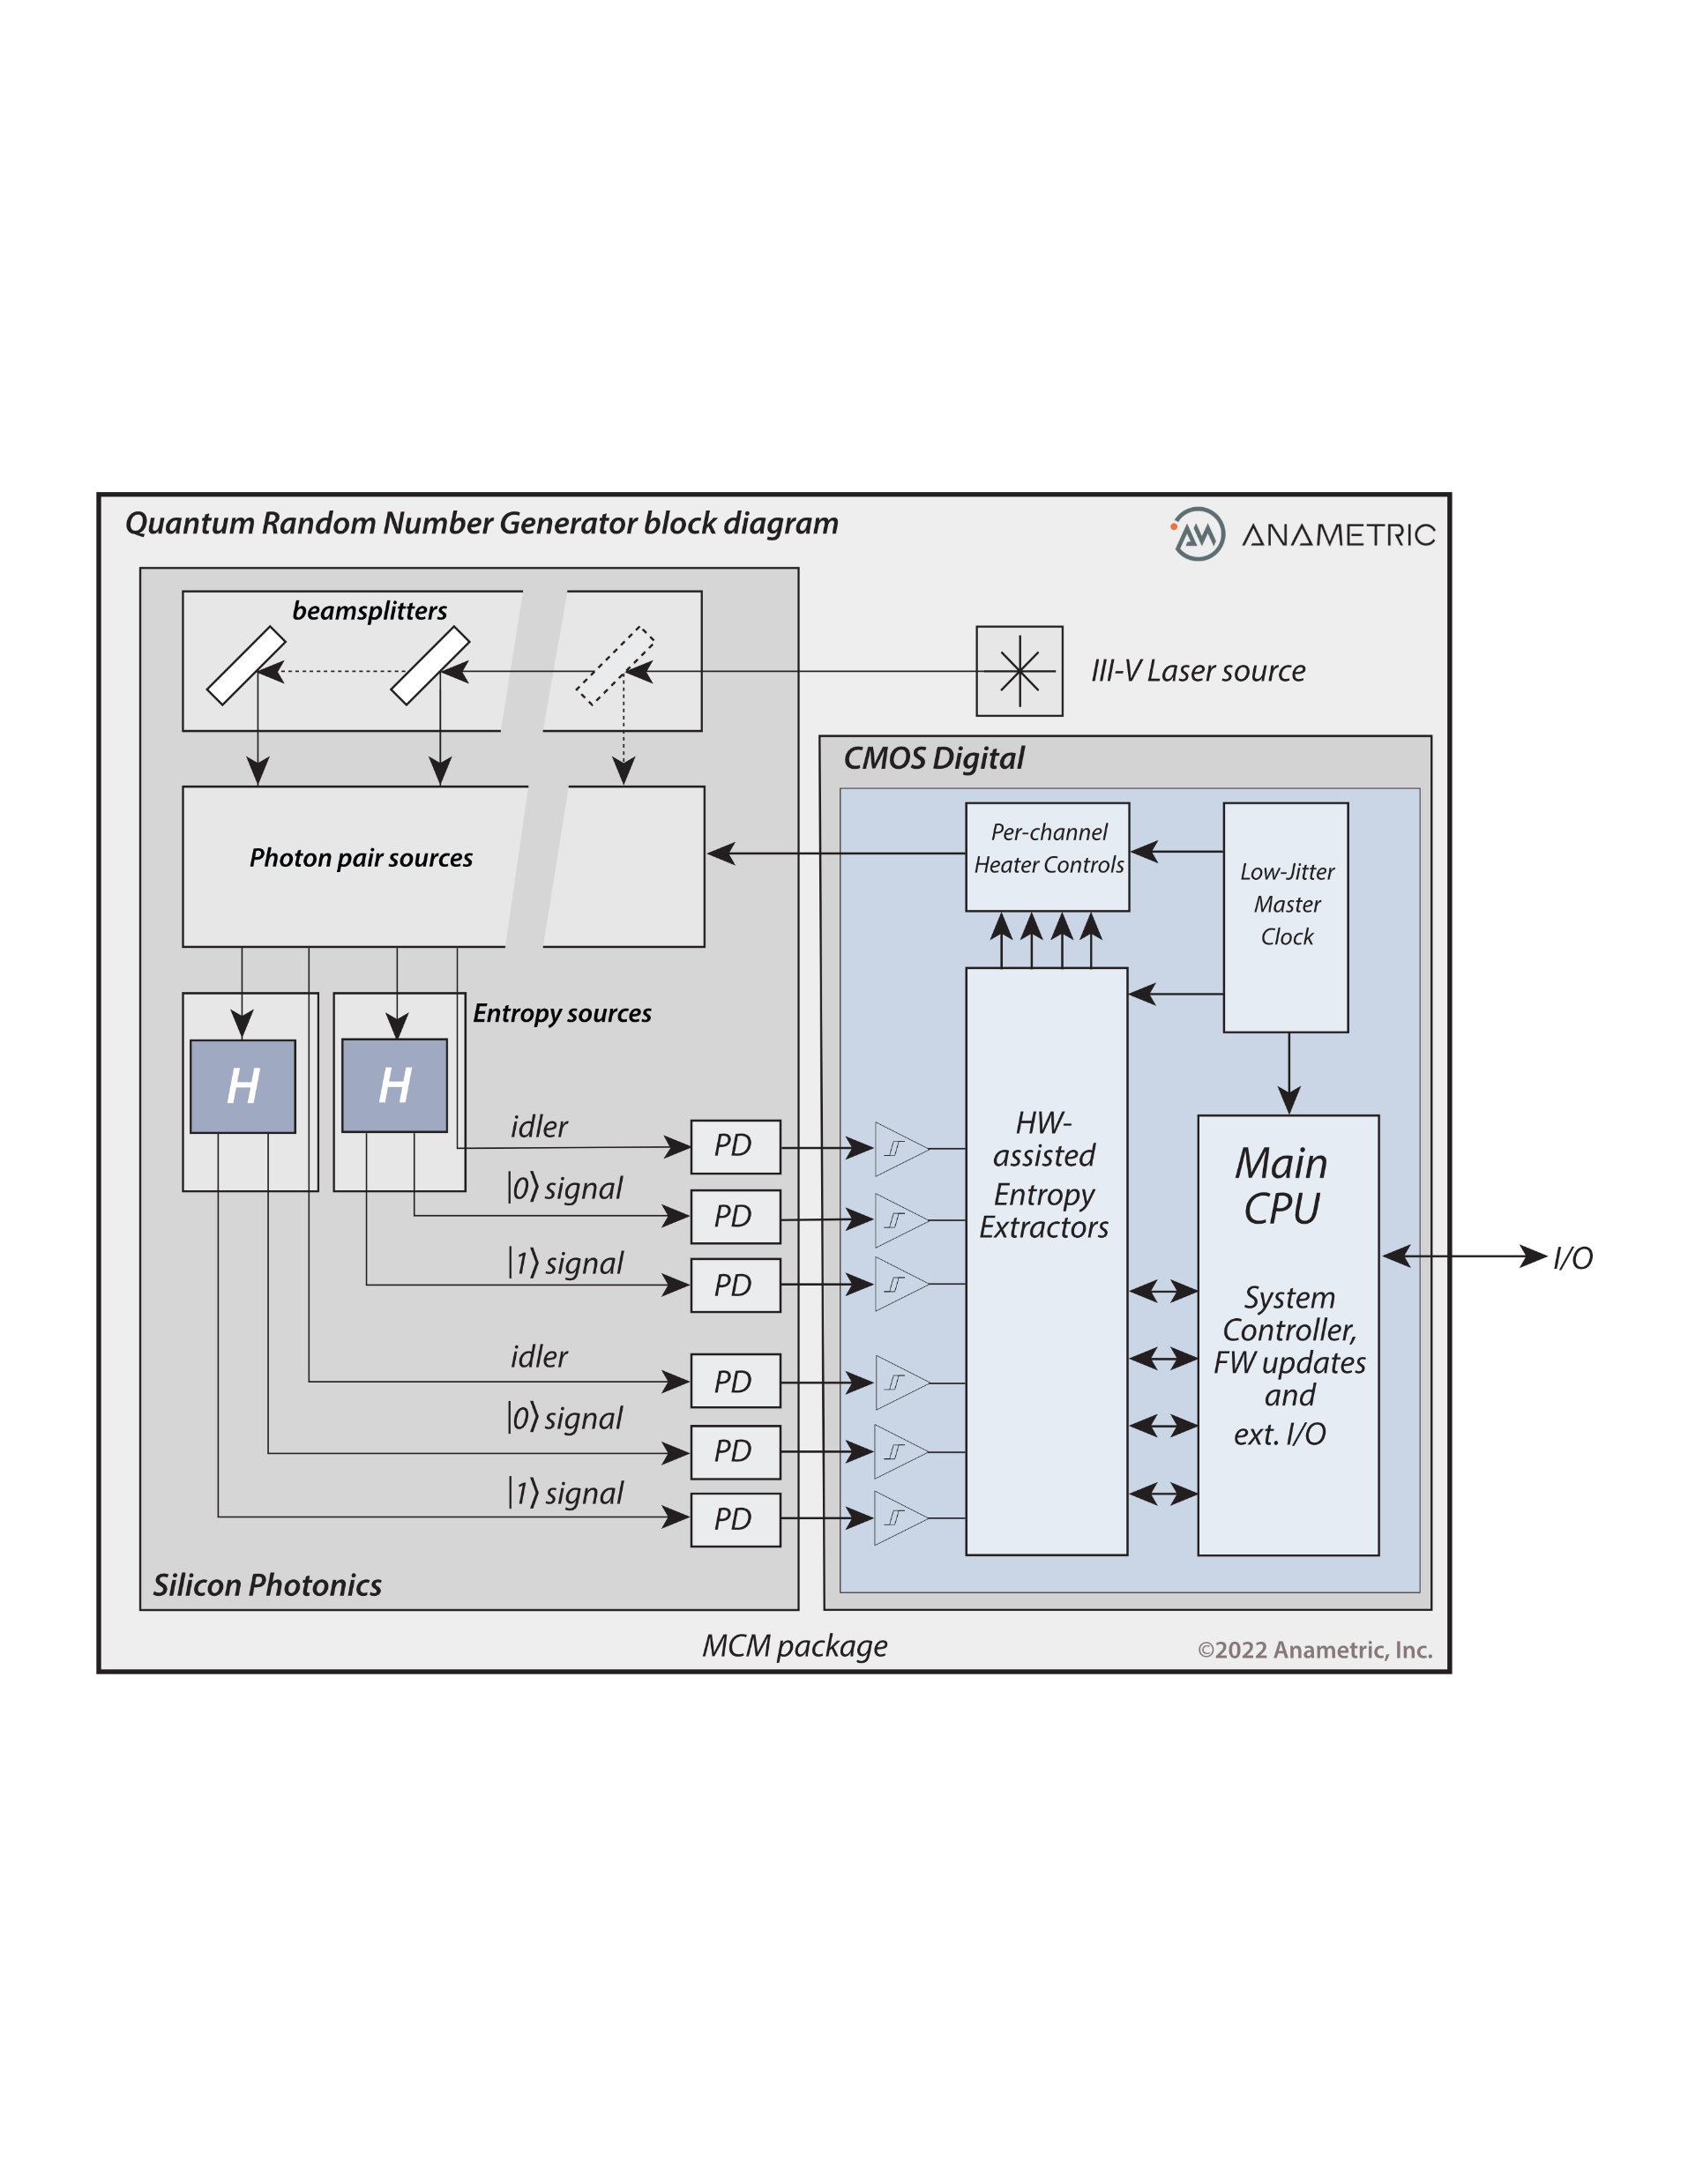 Quantum Random Number Generator block diagram
AM ANAMETRIC
beamsplitters
III-V Laser source
CMOS Digital
Photon pair sources
Per-channel
Heater Controls
Low-Jitter
Master
Clock
Entropy sources
H
H
idler
PD
|0⟩ signal
PD
|1⟩ signal
PD
idler
PD
|0⟩ signal
PD
|1⟩ signal
PD
HW-
assisted
Entropy
Extractors
Main
CPU
System
Controller,
FW updates
and
ext. I/O
I/O
Silicon Photonics
MCM package
©2022 Anametric, Inc.